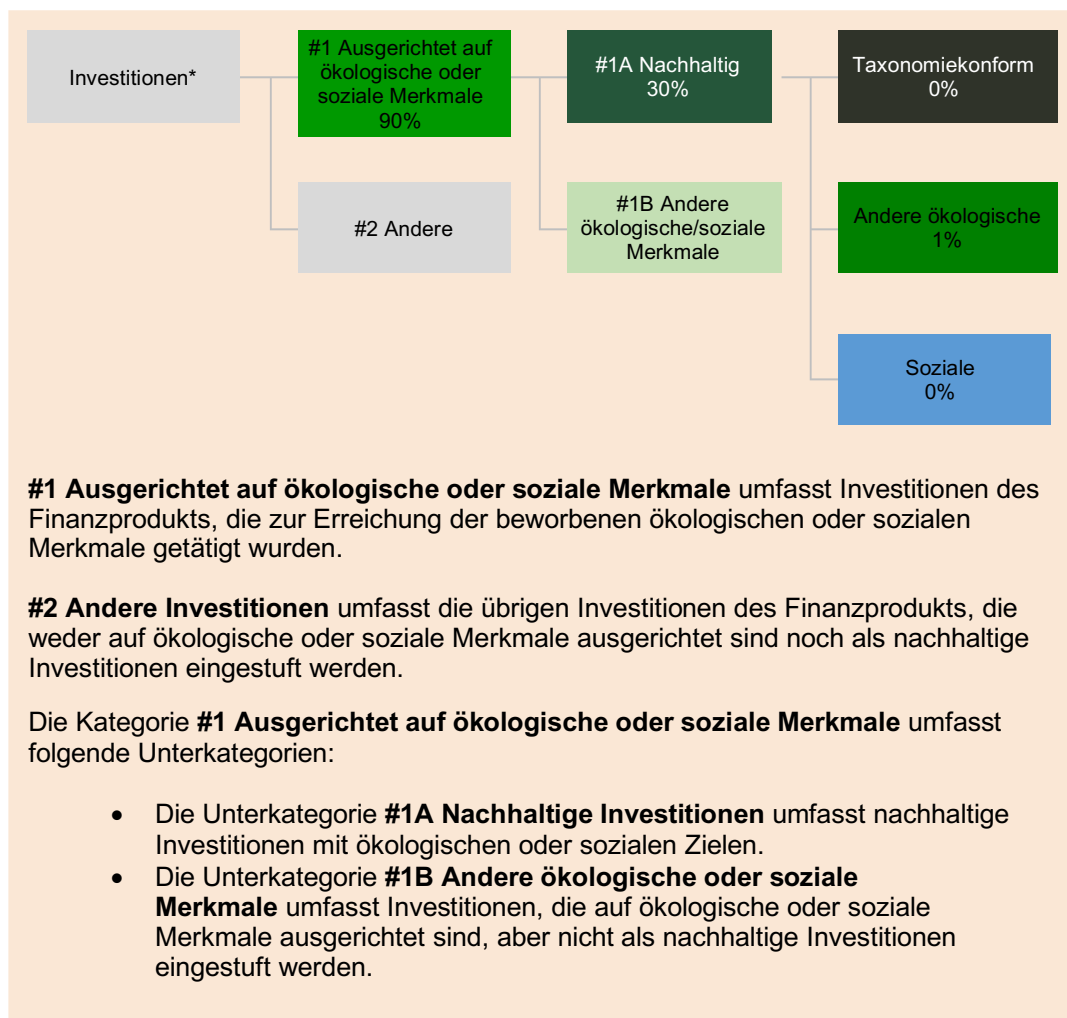 Investitionen*
#1 Ausgerichtet auf
ökologische oder
soziale Merkmale
90%
#1A Nachhaltig
30%
Taxonomiekonform
0%
#2 Andere
#1B Andere
ökologische/soziale
Merkmale
Andere ökologische
1%
Soziale
0%
#1 Ausgerichtet auf ökologische oder soziale Merkmale umfasst Investitionen des
Finanzprodukts, die zur Erreichung der beworbenen ökologischen oder sozialen
Merkmale getätigt wurden.
#2 Andere Investitionen umfasst die übrigen Investitionen des Finanzprodukts, die
weder auf ökologische oder soziale Merkmale ausgerichtet sind noch als nachhaltige
Investitionen eingestuft werden.
Die Kategorie #1 Ausgerichtet auf ökologische oder soziale Merkmale umfasst
folgende Unterkategorien:
• Die Unterkategorie #1A Nachhaltige Investitionen umfasst nachhaltige
Investitionen mit ökologischen oder sozialen Zielen.
• Die Unterkategorie #1B Andere ökologische oder soziale
Merkmale umfasst Investitionen, die auf ökologische oder soziale
Merkmale ausgerichtet sind, aber nicht als nachhaltige Investitionen
eingestuft werden.